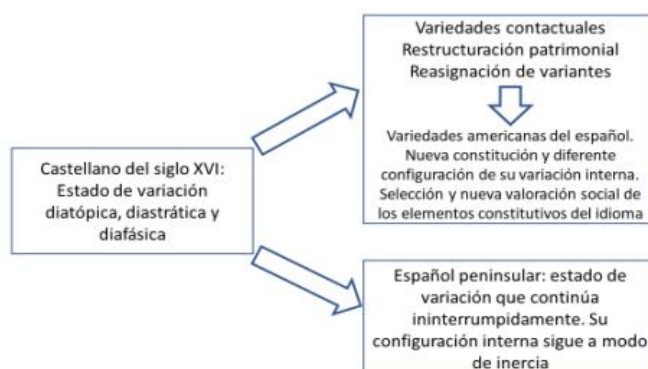 Variedades contactuales
Restructuración patrimonial
Reasignación de variantes
Variedades americanas del español.
Nueva constitución y diferente
configuración de su variación interna.
Selección y nueva valoración social de
los elementos constitutivos del idioma
Castellano del siglo XVI:
Estado de variación
diatópica, diastrática y
diafásica
Español peninsular: estado de
variación que continúa
ininterrumpidamente. Su
configuración interna sigue a modo
de inercia